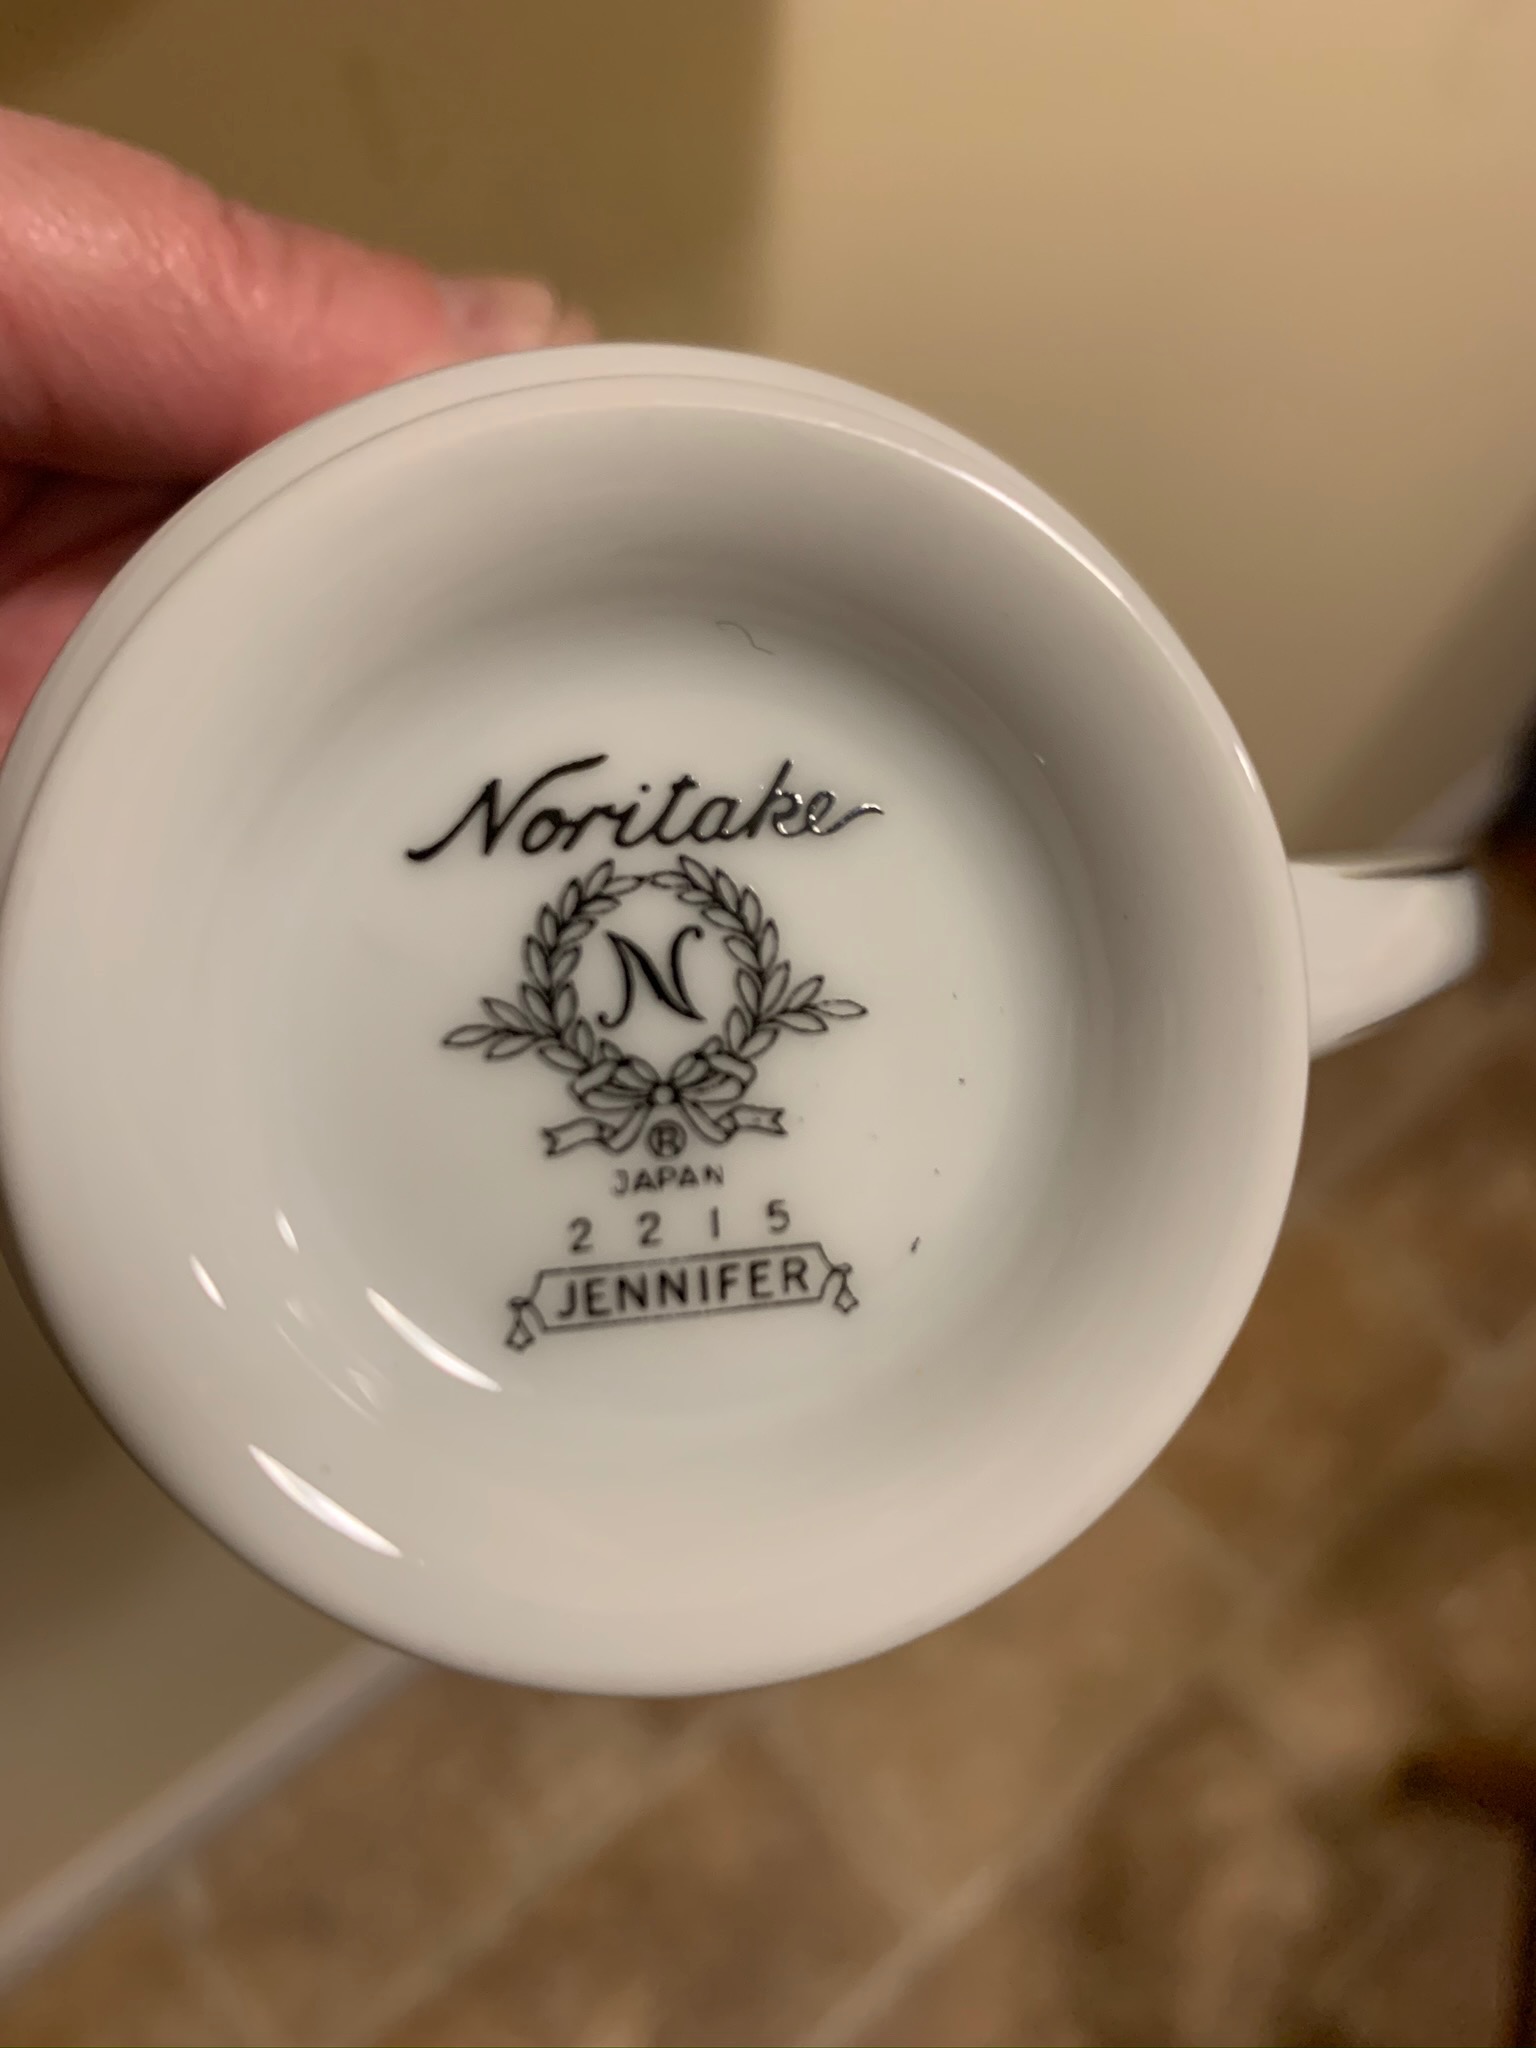 Noritake
N
®
JAPAN
2215
JENNIFER